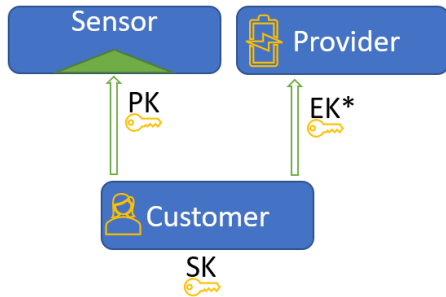 Sensor
Provider
PK
EK*
Customer
SK